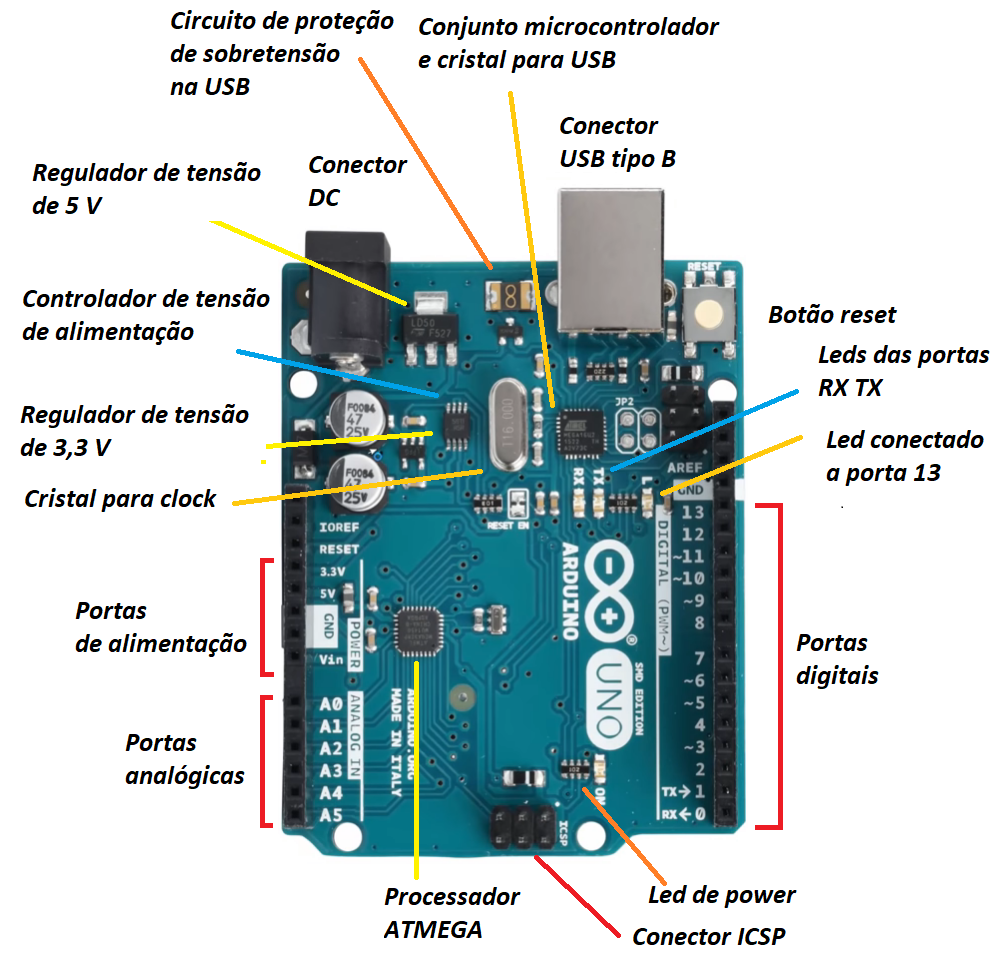 Circuito de proteção
de sobretensão
na USB
Conjunto microcontrolador
e cristal para USB
Conector
USB tipo B
Conector
DC
Regulador de tensão
de 5 V
Controlador de tensão
de alimentação
Regulador de tensão
de 3,3 V
Cristal para clock
Botão reset
Leds das portas
RX TX
Led conectado
a porta 13
Portas
de alimentação
Portas
analógicas
Portas
digitais
Processador
ATMEGA
Led de power
Conector ICSP
RESET
LD50
F527
F0084
47
25V
F0084
47
25V
T16.000
JP2
RX
TX
L
RESET EN
IOREF
RESET
3.3V
5V
GND
Vin
POWER
A0
A1
A2
A3
A4
A5
ANALOG IN
ARDUINO.ORG
MADE IN ITALY
ARDUINO
UNO
SMD EDITION
ON
ICSP
AREF
GND
13
12
~11
~10
~9
8
7
~6
~5
4
~3
2
TX→ 1
RX← 0
DIGITAL (PWM~)